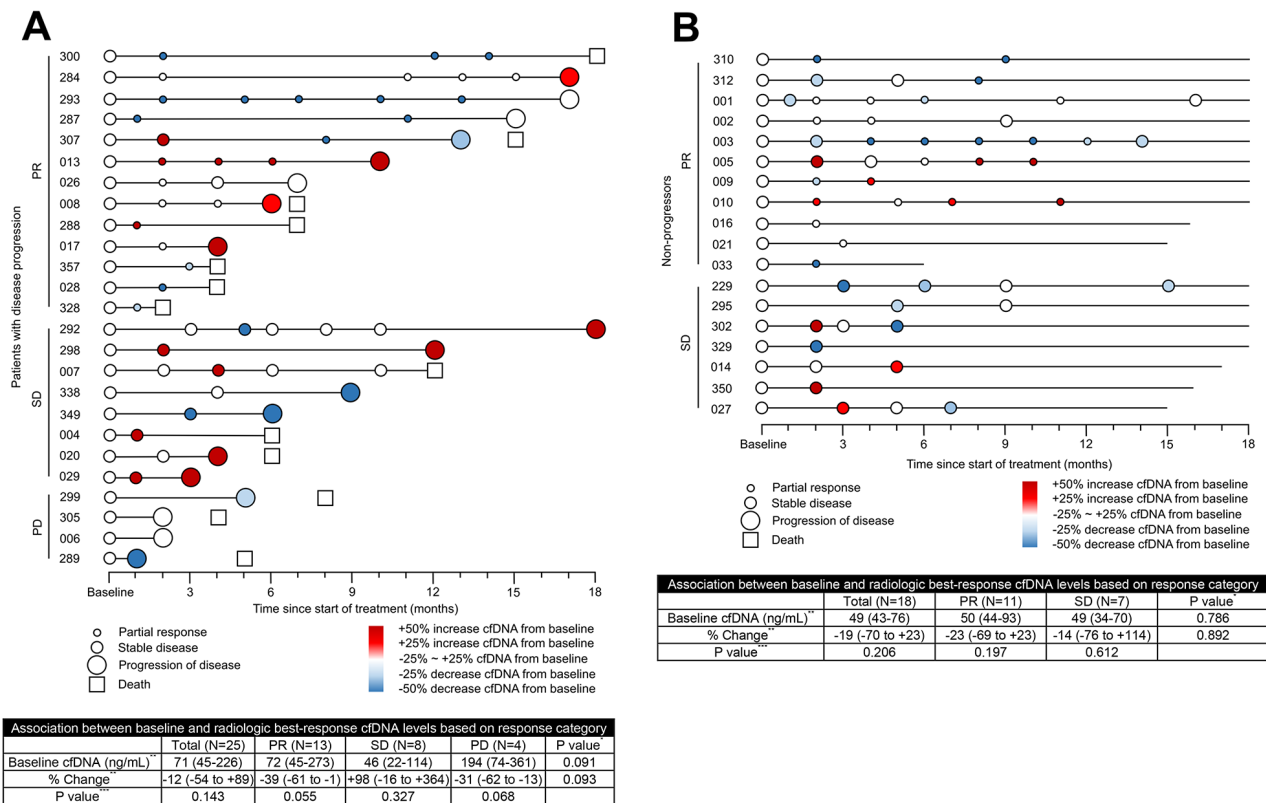 A
Patients with disease progression
PR
300
284
293
287
307
013
026
008
288
017
357
028
328
SD
292
298
007
338
349
004
020
029
PD
299
305
006
289
Baseline 3 6 9 12 15 18
Time since start of treatment (months)
Partial response
Stable disease
Progression of disease
Death
+50% increase cfDNA from baseline
+25% increase cfDNA from baseline
-25% ~ +25% cfDNA from baseline
-25% decrease cfDNA from baseline
-50% decrease cfDNA from baseline
Association between baseline and radiologic best-response cfDNA levels based on response category
Total (N=25) PR (N=13) SD (N=8) PD (N=4) P value*
Baseline cfDNA (ng/mL)** 71 (45-226) 72 (45-273) 46 (22-114) 194 (74-361) 0.091
% Change** -12 (-54 to +89) -39 (-61 to -1) +98 (-16 to +364) -31 (-62 to -13) 0.093
P value*** 0.143 0.055 0.327 0.068
B
Non-progressors
PR
310
312
001
002
003
005
009
010
016
021
033
SD
229
295
302
329
014
350
027
Baseline 3 6 9 12 15 18
Time since start of treatment (months)
Partial response
Stable disease
Progression of disease
Death
+50% increase cfDNA from baseline
+25% increase cfDNA from baseline
-25% ~ +25% cfDNA from baseline
-25% decrease cfDNA from baseline
-50% decrease cfDNA from baseline
Association between baseline and radiologic best-response cfDNA levels based on response category
Total (N=18) PR (N=11) SD (N=7) P value*
Baseline cfDNA (ng/mL)** 49 (43-76) 50 (44-93) 49 (34-70) 0.786
% Change** -19 (-70 to +23) -23 (-69 to +23) -14 (-76 to +114) 0.892
P value*** 0.206 0.197 0.612